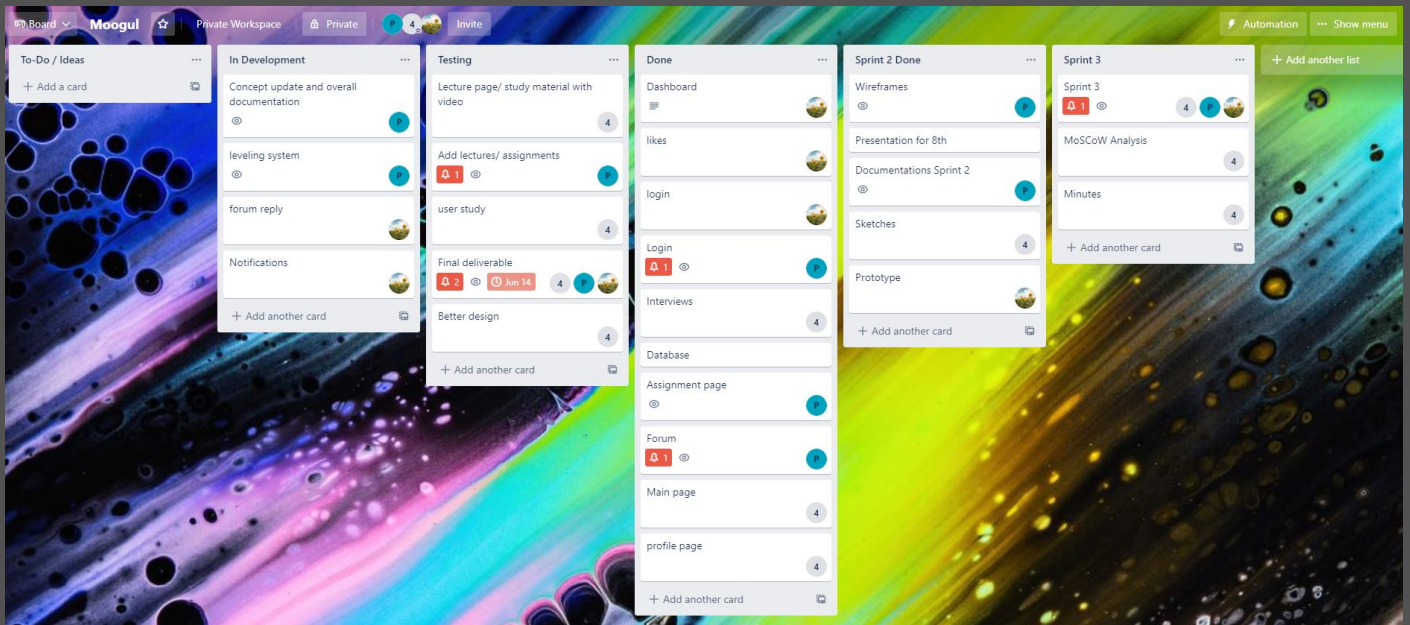 Board
Moogul
Private Workspace
Private
P
4
Invite
Automation
Show menu
To-Do / Ideas
+ Add a card
In Development
Concept update and overall
documentation
P
leveling system
P
forum reply
Notifications
+ Add another card
Testing
Lecture page/ study material with
video
4
Add lectures/ assignments
1
P
user study
4
Final deliverable
2
Jun 14
4
P
Better design
4
+ Add another card
Done
Dashboard
likes
login
Login
1
P
Interviews
4
Database
Assignment page
P
Forum
1
P
Main page
4
profile page
4
+ Add another card
Sprint 2 Done
Wireframes
P
Presentation for 8th
Documentations Sprint 2
P
Sketches
4
Prototype
+ Add another card
Sprint 3
Sprint 3
1
4
P
MoSCoW Analysis
4
Minutes
4
+ Add another card
+ Add another list